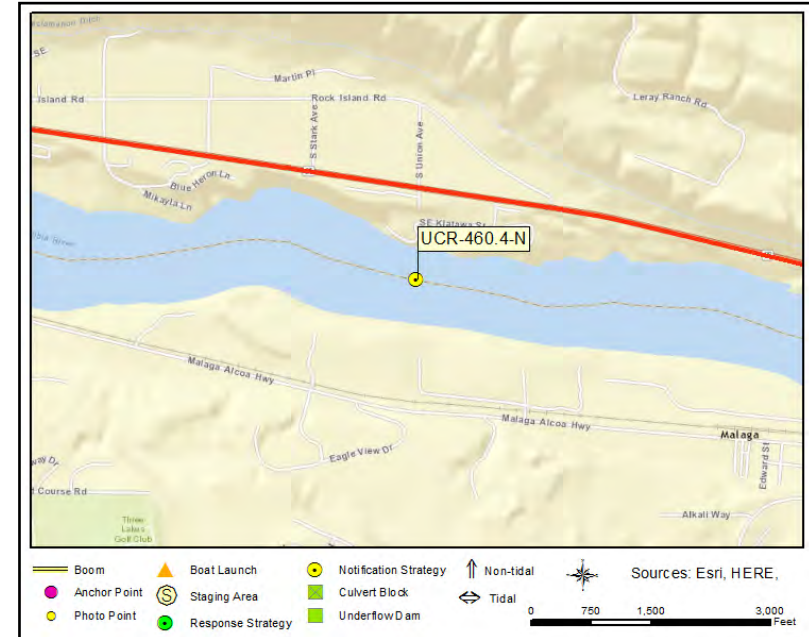 SE
Martin Pl
Island Rd
Rock Island Rd
Leray Ranch Rd
S Stark Ave
S Union Ave
Blue Heron Ln
Mikayla Ln
SE Klatawa St
UCR-460.4-N
Malaga Alcoa Hwy
Malaga Alcoa Hwy
Malaga
Edward St
Eagle View Dr
way Dr
Course Rd
Alkali Way
Three
Lakes
Golf Club
Boom
Boat Launch
Notification Strategy
Non-tidal
Sources: Esri, HERE,
Anchor Point
S
Staging Area
Culvert Block
Tidal
Photo Point
Response Strategy
Underflow Dam
0 750 1,500 3,000
Feet